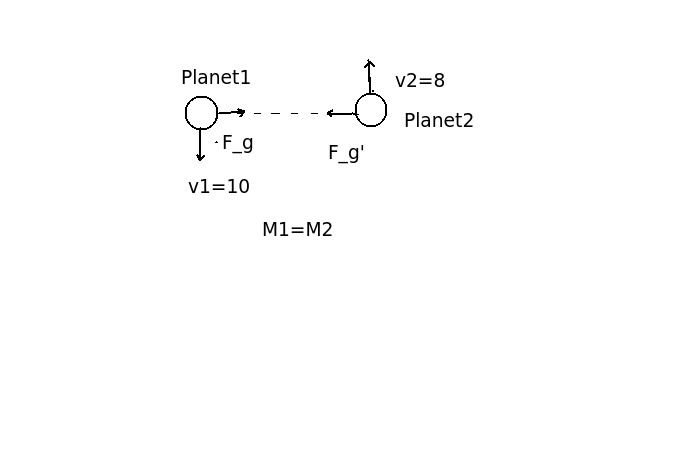 Planet1
v2=8
Planet2
F_g
F_g'
v1=10
M1=M2